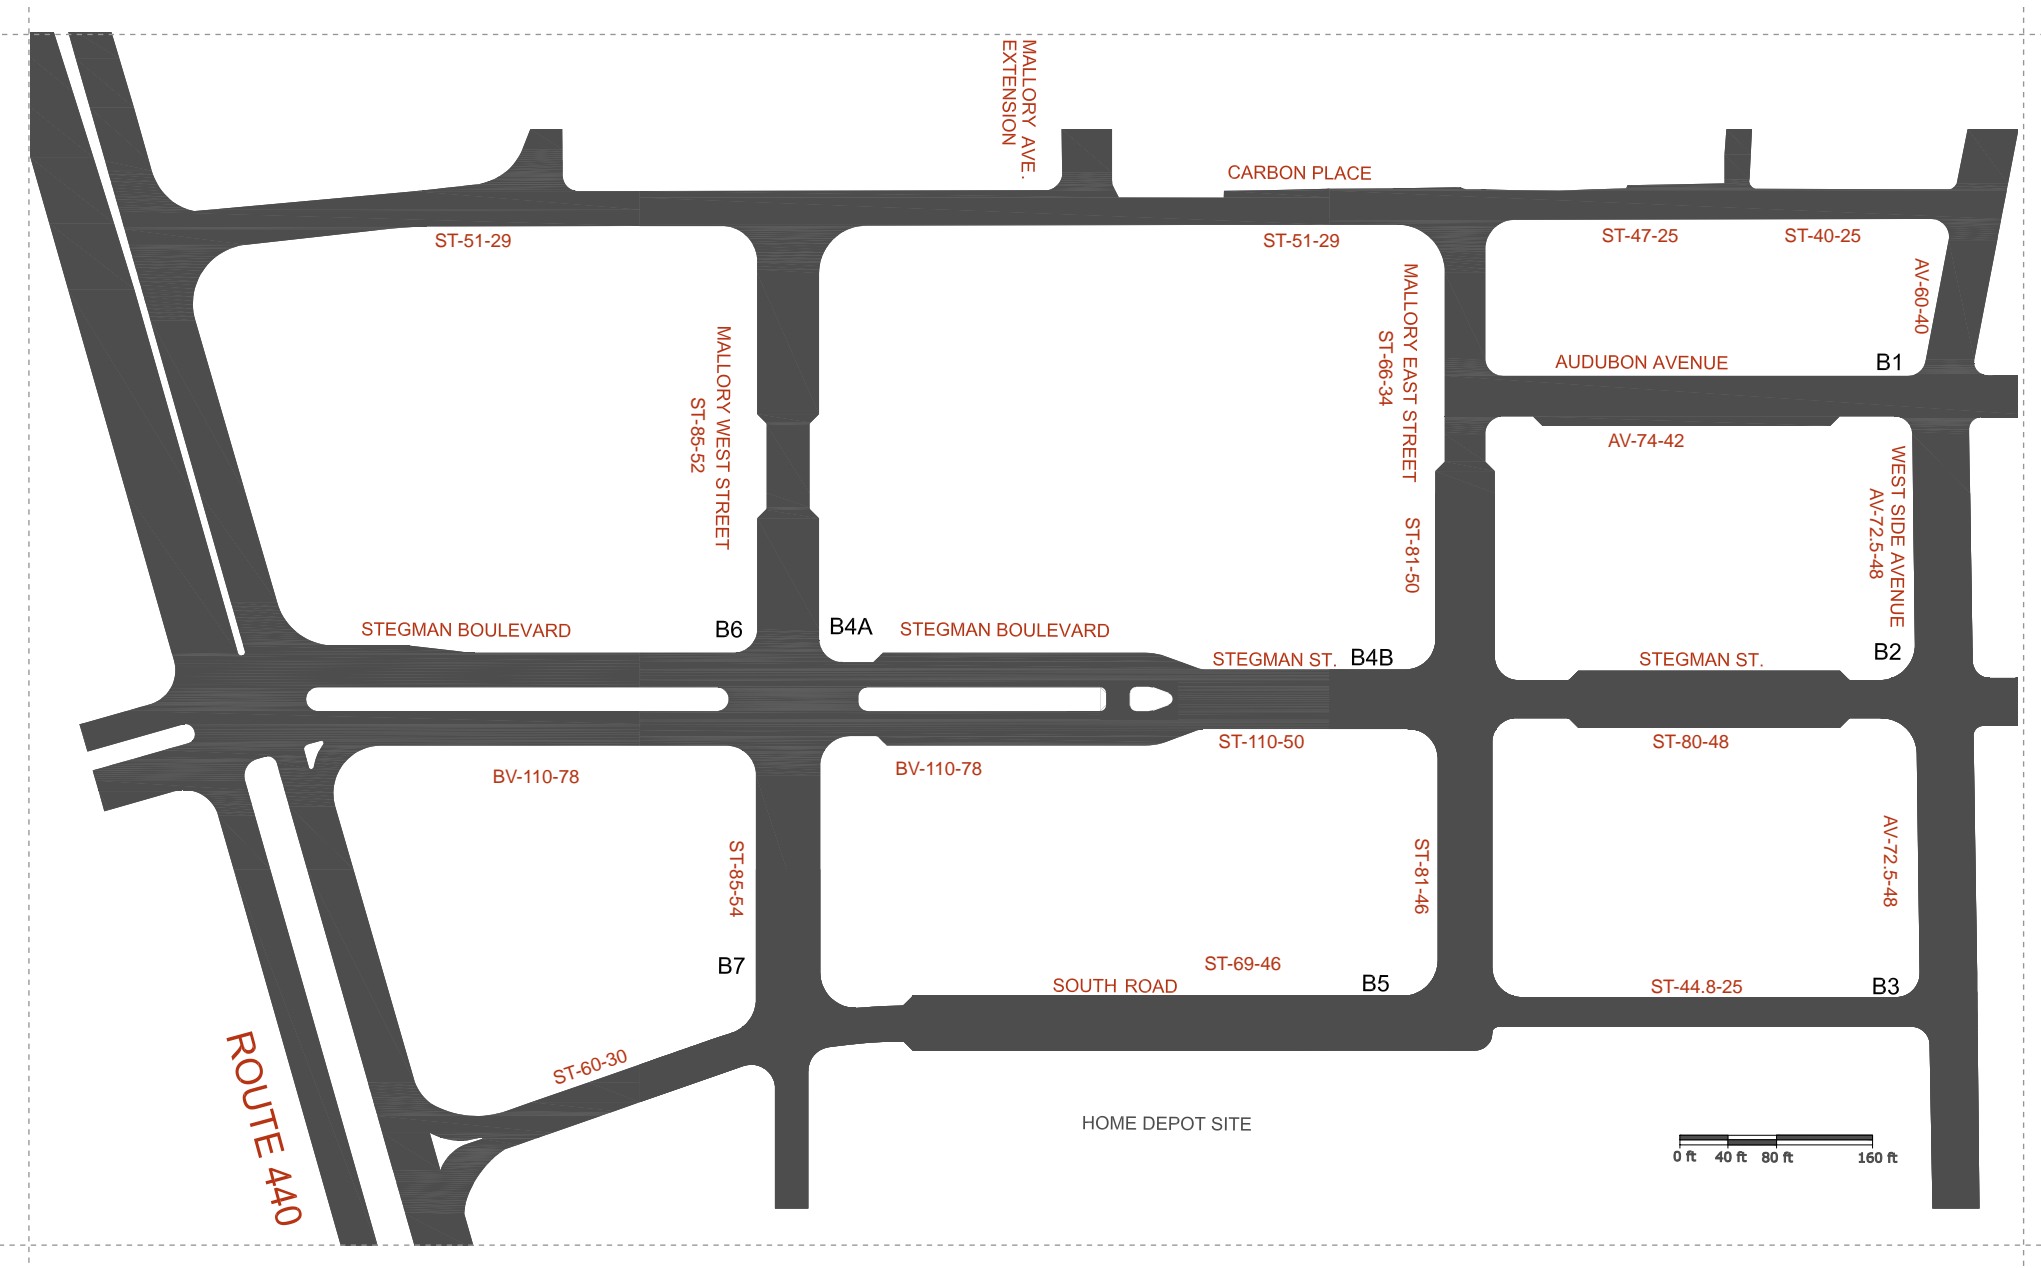 MALLORY AVE.
EXTENSION
CARBON PLACE
ST-51-29
ST-51-29
ST-47-25
ST-40-25
AV-60-40
MALLORY WEST STREET
ST-85-52
MALLORY EAST STREET
ST-66-34
AUDUBON AVENUE
B1
AV-74-42
WEST SIDE AVENUE
AV-72.5-48
ST-81-50
STEGMAN BOULEVARD
B6
B4A
STEGMAN BOULEVARD
STEGMAN ST.
B4B
STEGMAN ST.
B2
BV-110-78
BV-110-78
ST-110-50
ST-80-48
ST-85-54
ST-81-46
AV-72.5-48
B7
ST-69-46
SOUTH ROAD
B5
ST-44.8-25
B3
ROUTE 440
ST-60-30
HOME DEPOT SITE
0 ft 40 ft 80 ft 160 ft